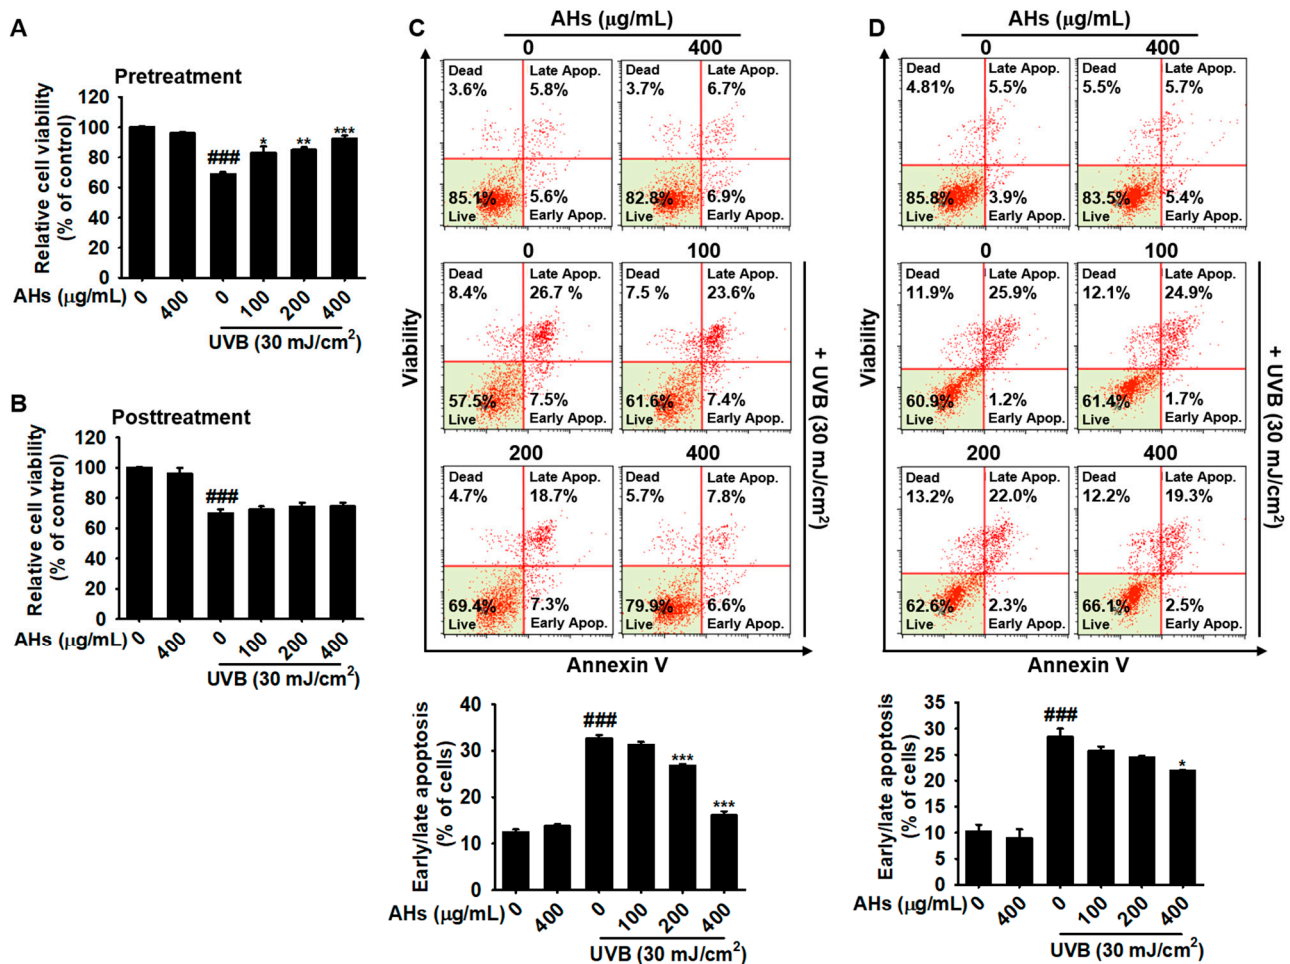 A
Pretreatment
Relative cell viability
(% of control)
120
100
80
60
40
20
0
###
*
**
***
AHs (µg/mL)
0
400
0
100
200
400
UVB (30 mJ/cm²)
B
Posttreatment
Relative cell viability
(% of control)
120
100
80
60
40
20
0
###
AHs (µg/mL)
0
400
0
100
200
400
UVB (30 mJ/cm²)
C
AHs (µg/mL)
0
400
Dead Late Apop.
3.6% 5.8%
85.1% 5.6%
Live Early Apop.
Dead Late Apop.
3.7% 6.7%
82.8% 6.9%
Live Early Apop.
0
100
Dead Late Apop.
8.4% 26.7 %
57.5% 7.5%
Live Early Apop.
Dead Late Apop.
7.5 % 23.6%
61.6% 7.4%
Live Early Apop.
200
400
Dead Late Apop.
4.7% 18.7%
69.4% 7.3%
Live Early Apop.
Dead Late Apop.
5.7% 7.8%
79.9% 6.6%
Live Early Apop.
Viability
Annexin V
+ UVB (30 mJ/cm²)
Early/late apoptosis
(% of cells)
40
30
20
10
0
###
***
***
AHs (µg/mL)
0
400
0
100
200
400
UVB (30 mJ/cm²)
D
AHs (µg/mL)
0
400
Dead Late Apop.
4.81% 5.5%
85.8% 3.9%
Live Early Apop.
Dead Late Apop.
5.5% 5.7%
83.5% 5.4%
Live Early Apop.
0
100
Dead Late Apop.
11.9% 25.9%
60.9% 1.2%
Live Early Apop.
Dead Late Apop.
12.1% 24.9%
61.4% 1.7%
Live Early Apop.
200
400
Dead Late Apop.
13.2% 22.0%
62.6% 2.3%
Live Early Apop.
Dead Late Apop.
12.2% 19.3%
66.1% 2.5%
Live Early Apop.
Viability
Annexin V
+ UVB (30 mJ/cm²)
Early/late apoptosis
(% of cells)
35
30
25
20
15
10
5
0
###
*
AHs (µg/mL)
0
400
0
100
200
400
UVB (30 mJ/cm²)